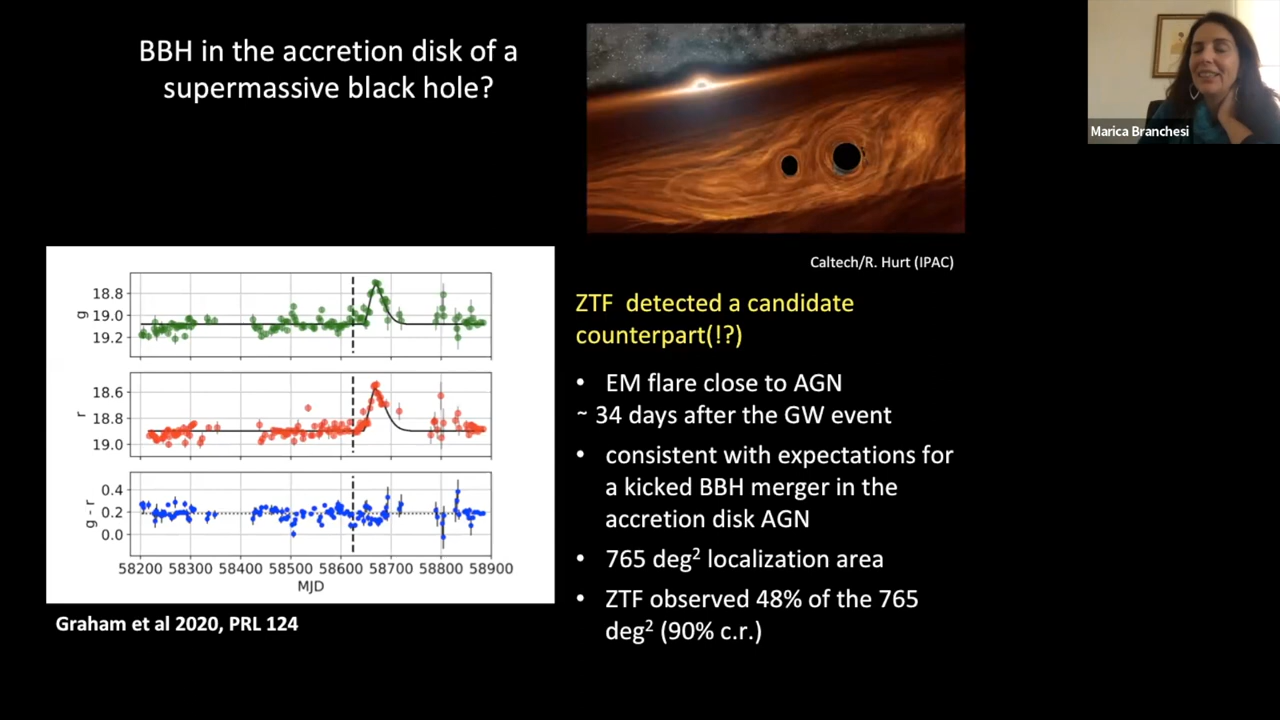 BBH in the accretion disk of a
supermassive black hole?
Marica Branchesi
Caltech/R. Hurt (IPAC)
g
18.8
19.0
19.2
r
18.6
18.8
19.0
g - r
0.4
0.2
0.0
58200 58300 58400 58500 58600 58700 58800 58900
MJD
Graham et al 2020, PRL 124
ZTF detected a candidate
counterpart(!?)
• EM flare close to AGN
~ 34 days after the GW event
• consistent with expectations for
a kicked BBH merger in the
accretion disk AGN
• 765 deg² localization area
• ZTF observed 48% of the 765
deg² (90% c.r.)